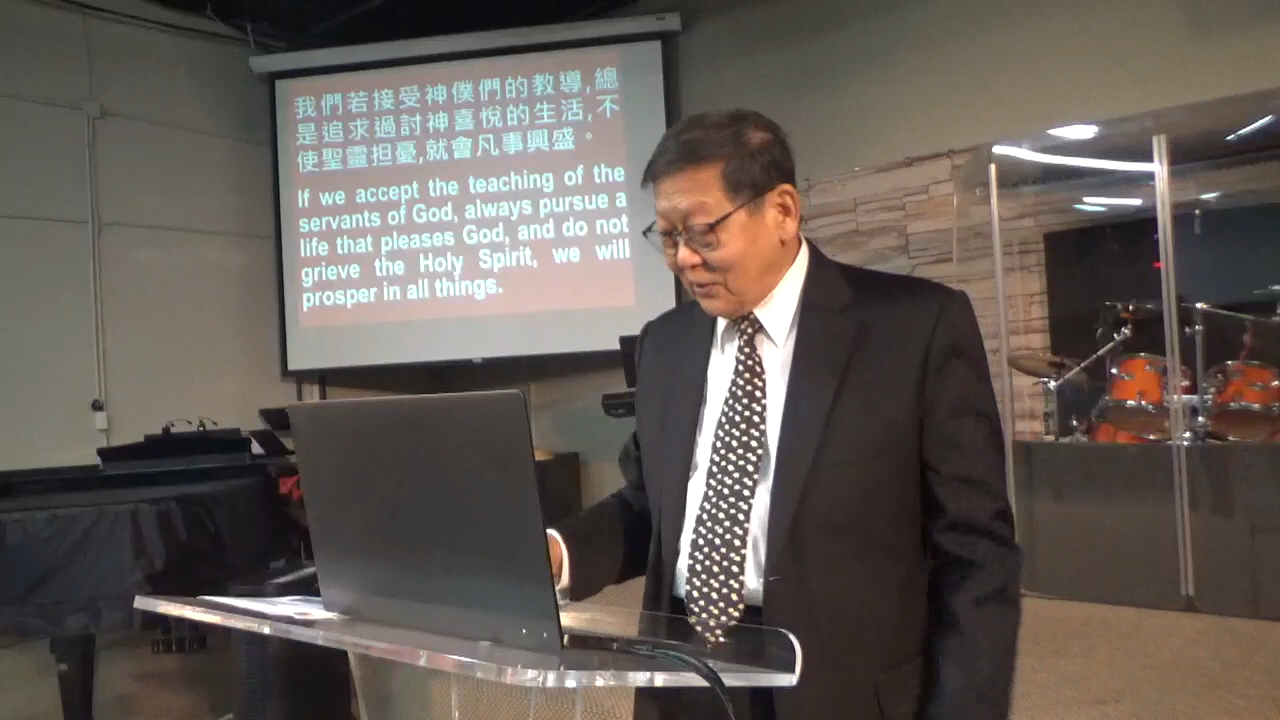 我們若接受神僕們的教導,總
是追求過討神喜悅的生活,不
使聖靈担憂,就會凡事興盛。
If we accept the teaching of the
servants of God, always pursue a
life that pleases God, and do not
grieve the Holy Spirit, we will
prosper in all things.